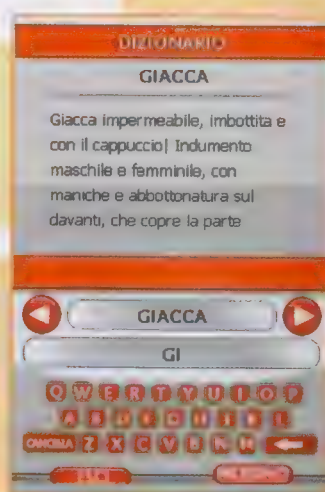 DIZIONARIO
GIACCA
Giacca impermeabile, imbottita e
con il cappuccio| Indumento
maschile e femminile, con
maniche e abbottonatura sul
davanti, che copre la parte
GIACCA
GI
Q W E R T Y U I O P
CANCELLA Z X C V B N M